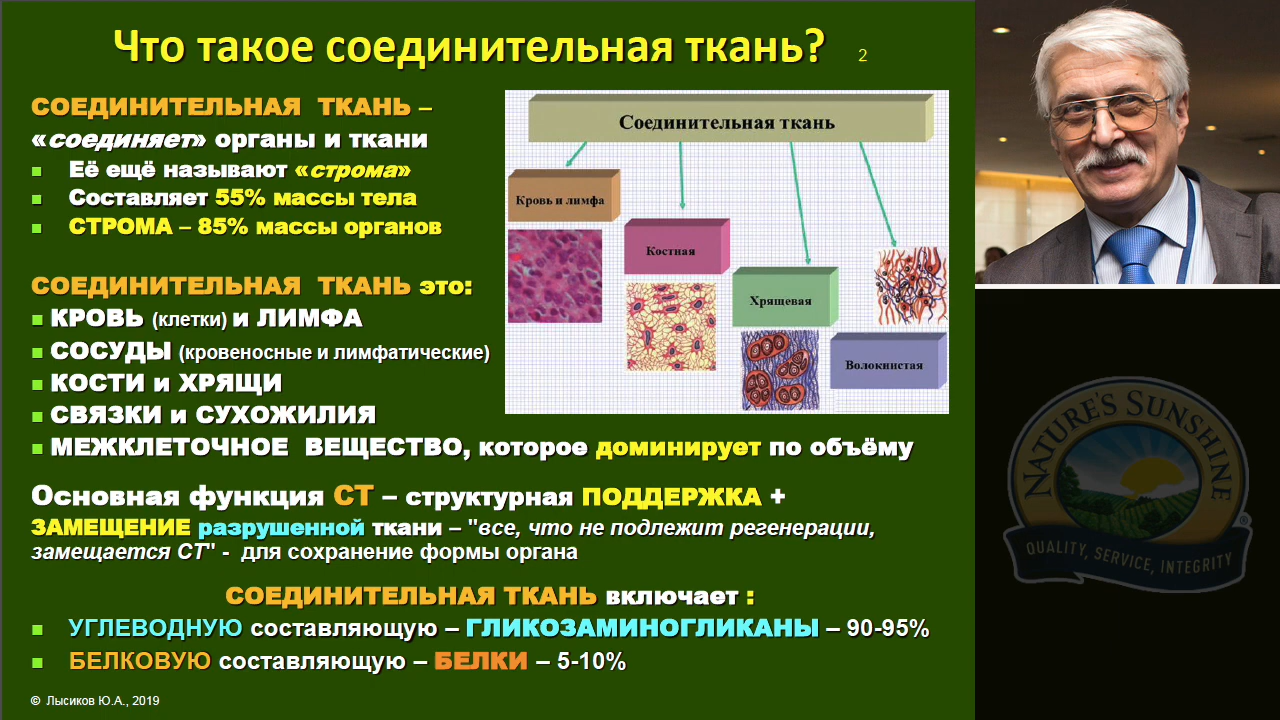 Что такое соединительная ткань?
2
СОЕДИНИТЕЛЬНАЯ ТКАНЬ –
«соединяет» органы и ткани
Её ещё называют «строма»
Составляет 55% массы тела
СТРОМА – 85% массы органов
Соединительная ткань
Кровь и лимфа
Костная
Хрящевая
Волокнистая
СОЕДИНИТЕЛЬНАЯ ТКАНЬ это:
КРОВЬ (клетки) и ЛИМФА
СОСУДЫ (кровеносные и лимфатические)
КОСТИ и ХРЯЩИ
СВЯЗКИ и СУХОЖИЛИЯ
МЕЖКЛЕТОЧНОЕ ВЕЩЕСТВО, которое доминирует по объёму
Основная функция СТ – структурная ПОДДЕРЖКА +
ЗАМЕЩЕНИЕ разрушенной ткани – "все, что не подлежит регенерации,
замещается СТ" - для сохранение формы органа
СОЕДИНИТЕЛЬНАЯ ТКАНЬ включает :
УГЛЕВОДНУЮ составляющую – ГЛИКОЗАМИНОГЛИКАНЫ – 90-95%
БЕЛКОВУЮ составляющую – БЕЛКИ – 5-10%
© Лысиков Ю.А., 2019
NATURE'S SUNSHINE
®
QUALITY, SERVICE, INTEGRITY